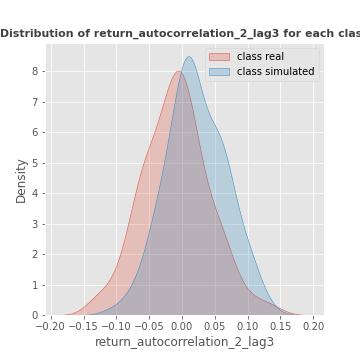 Distribution of return_autocorrelation_2_lag3 for each clas
class real
class simulated
8
7
6
5
4
3
2
1
0
Density
−0.20 −0.15 −0.10 −0.05 0.00 0.05 0.10 0.15 0.20
return_autocorrelation_2_lag3